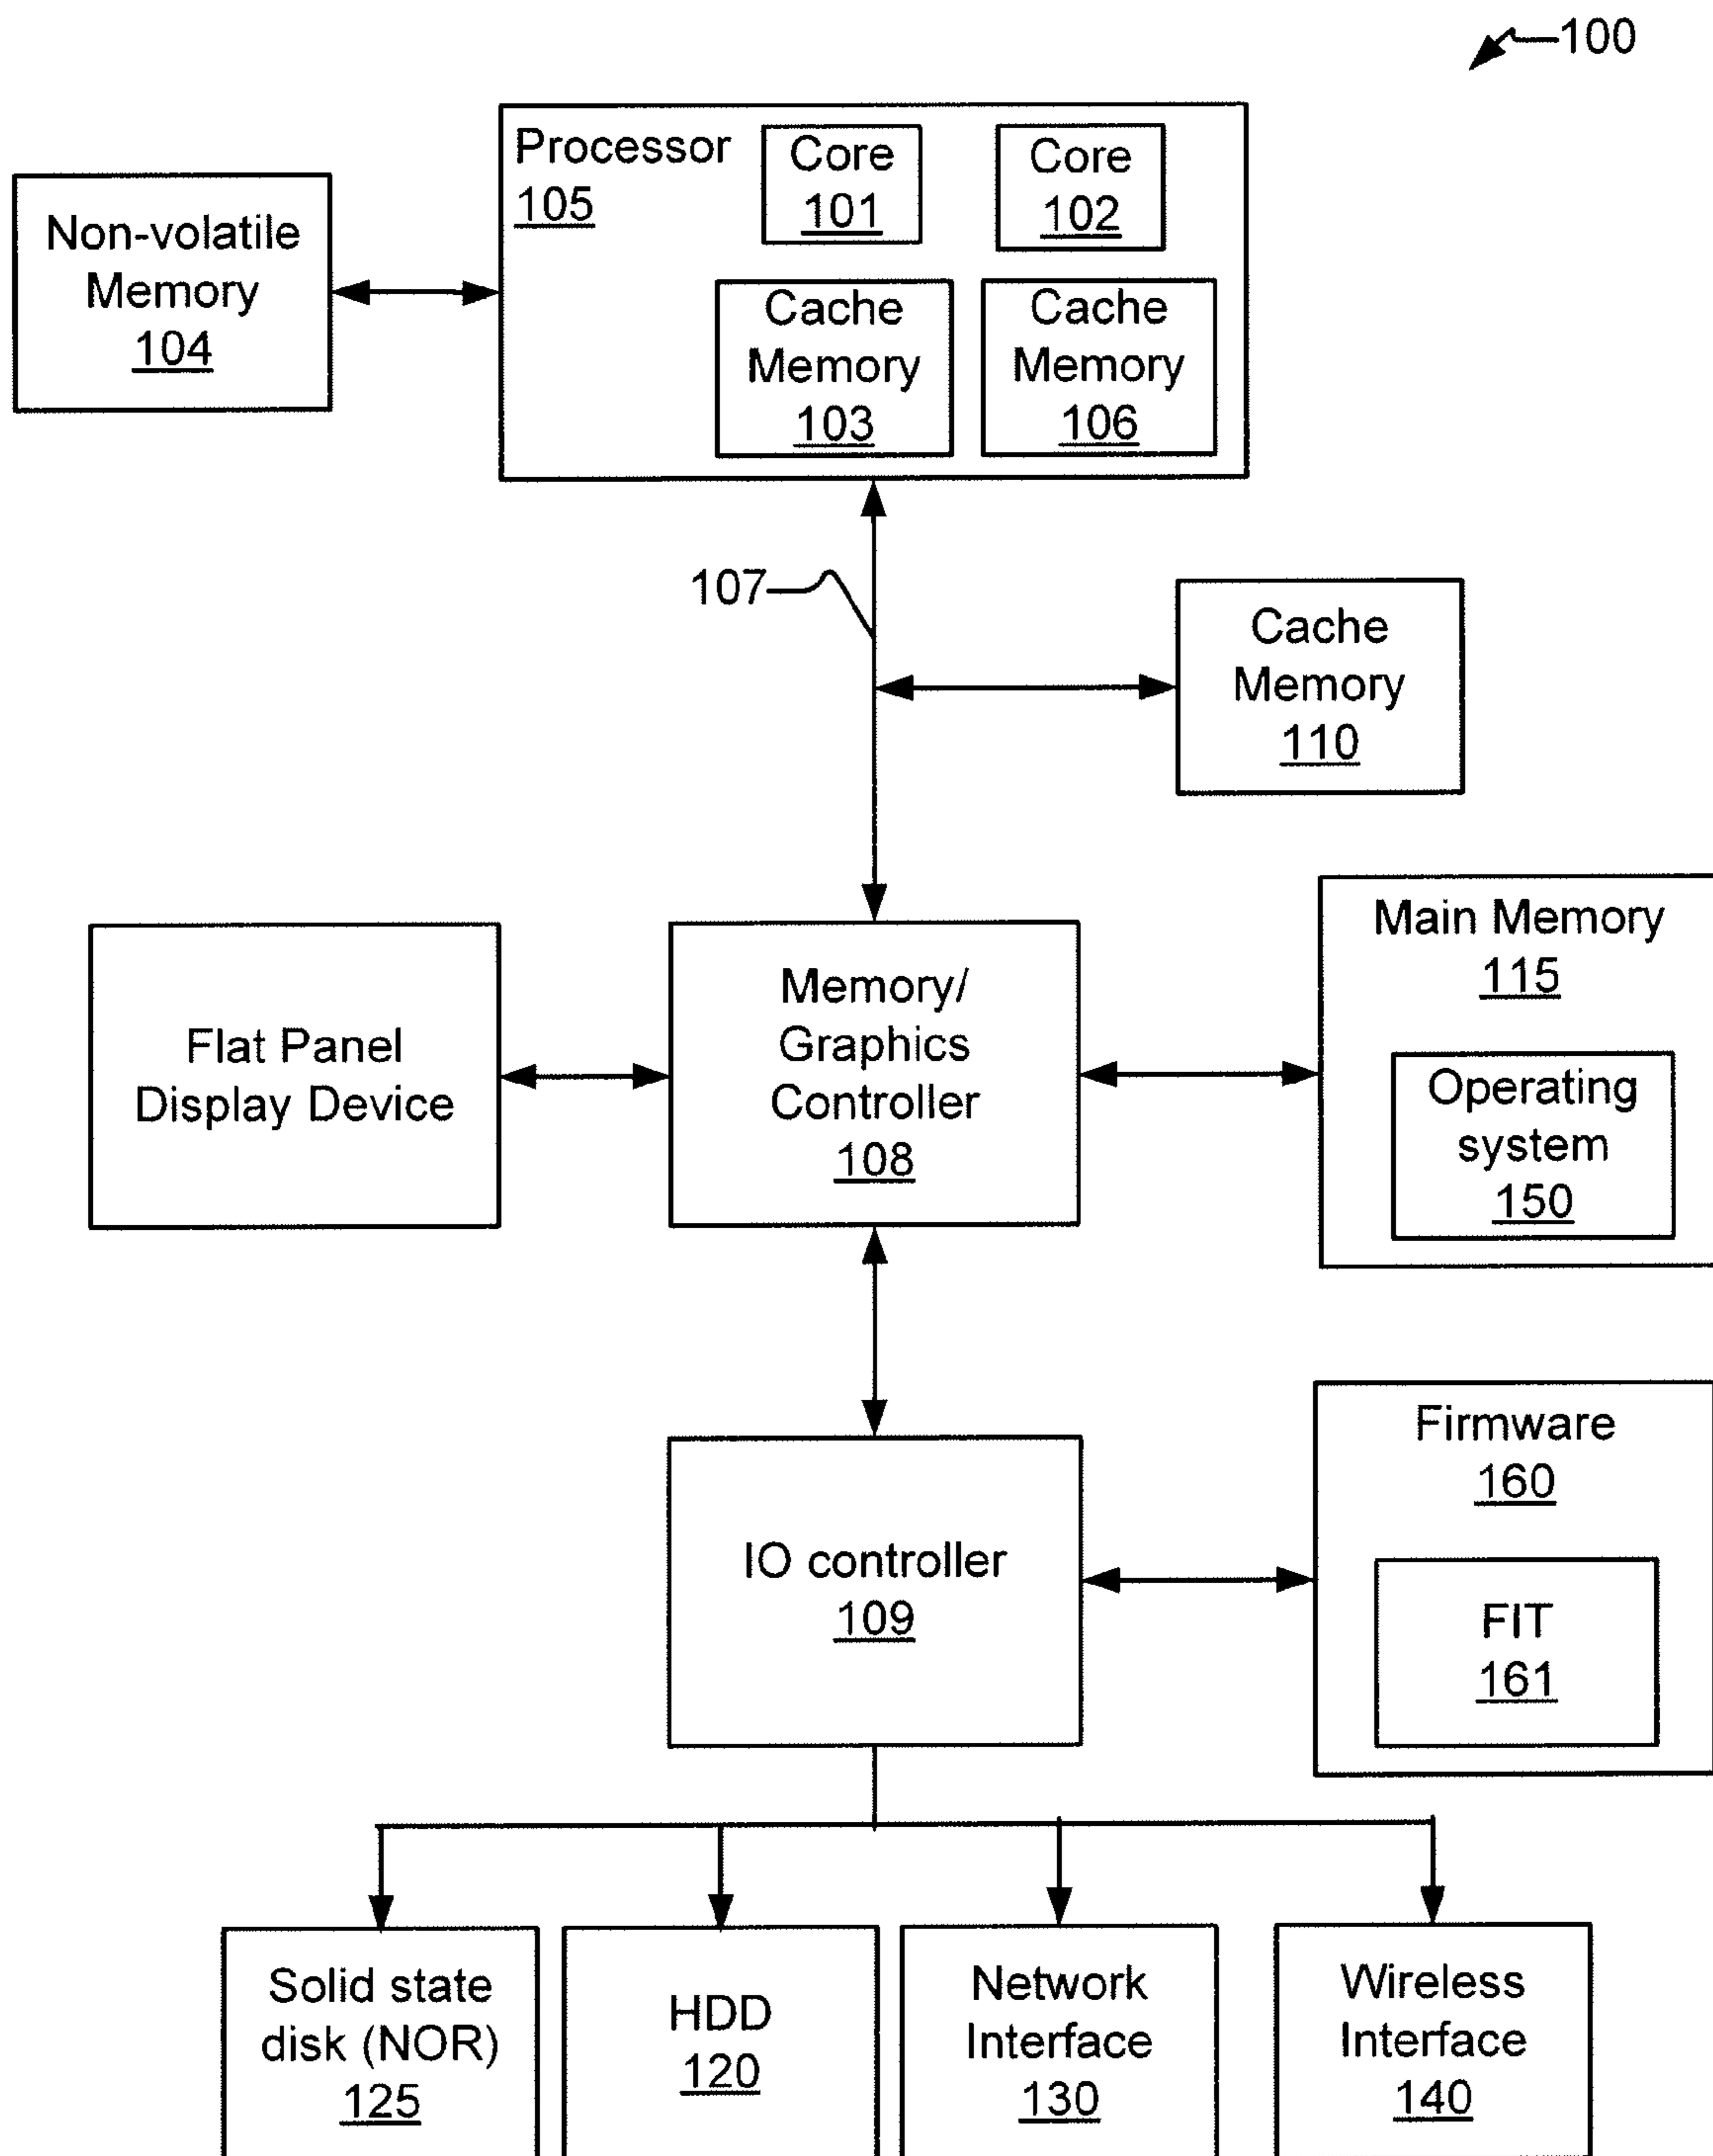 100
Processor
105
Core
101
Core
102
Non-volatile
Memory
104
Cache
Memory
103
Cache
Memory
106
107
Cache
Memory
110
Flat Panel
Display Device
Memory/
Graphics
Controller
108
Main Memory
115
Operating
system
150
IO controller
109
Firmware
160
FIT
161
Solid state
disk (NOR)
125
HDD
120
Network
Interface
130
Wireless
Interface
140